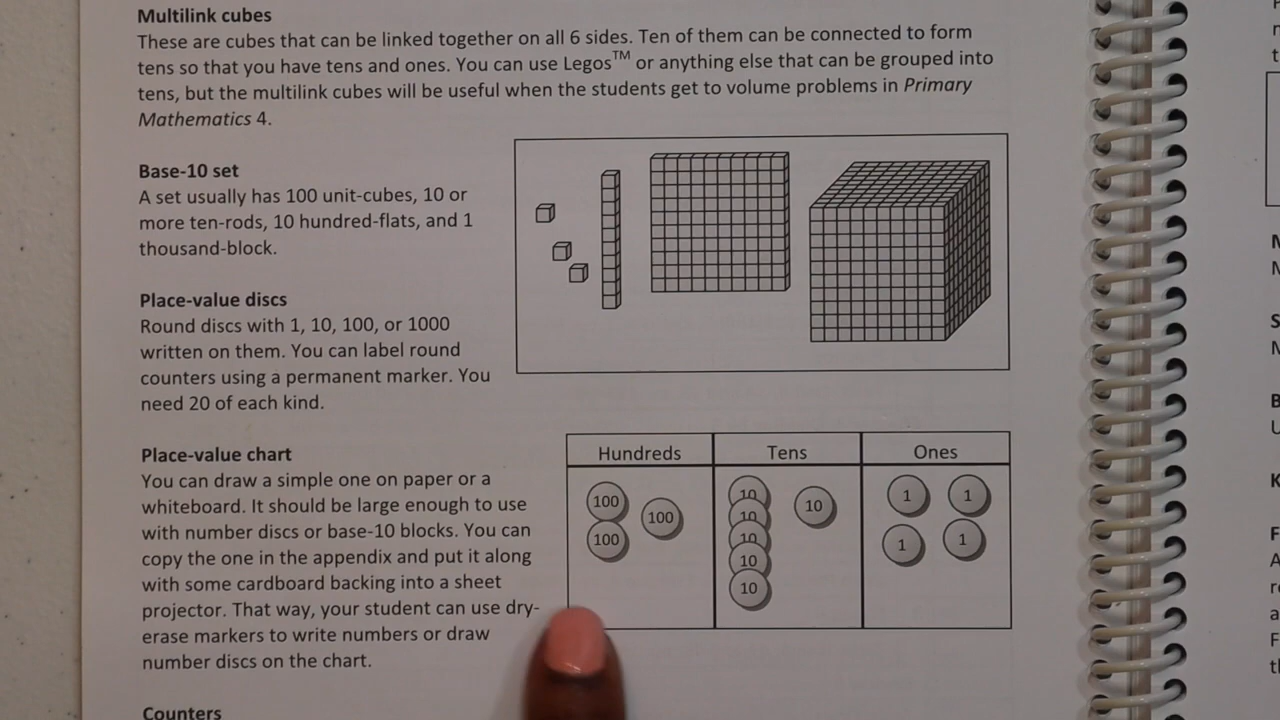 Multilink cubes
These are cubes that can be linked together on all 6 sides. Ten of them can be connected to form
tens so that you have tens and ones. You can use Legos™ or anything else that can be grouped into
tens, but the multilink cubes will be useful when the students get to volume problems in Primary
Mathematics 4.
Base-10 set
A set usually has 100 unit-cubes, 10 or
more ten-rods, 10 hundred-flats, and 1
thousand-block.
Place-value discs
Round discs with 1, 10, 100, or 1000
written on them. You can label round
counters using a permanent marker. You
need 20 of each kind.
Place-value chart
You can draw a simple one on paper or a
whiteboard. It should be large enough to use
with number discs or base-10 blocks. You can
copy the one in the appendix and put it along
with some cardboard backing into a sheet
projector. That way, your student can use dry-
erase markers to write numbers or draw
number discs on the chart.
Hundreds Tens Ones
100 100 100
10 10 10 10 10 10
1 1 1 1
Counters